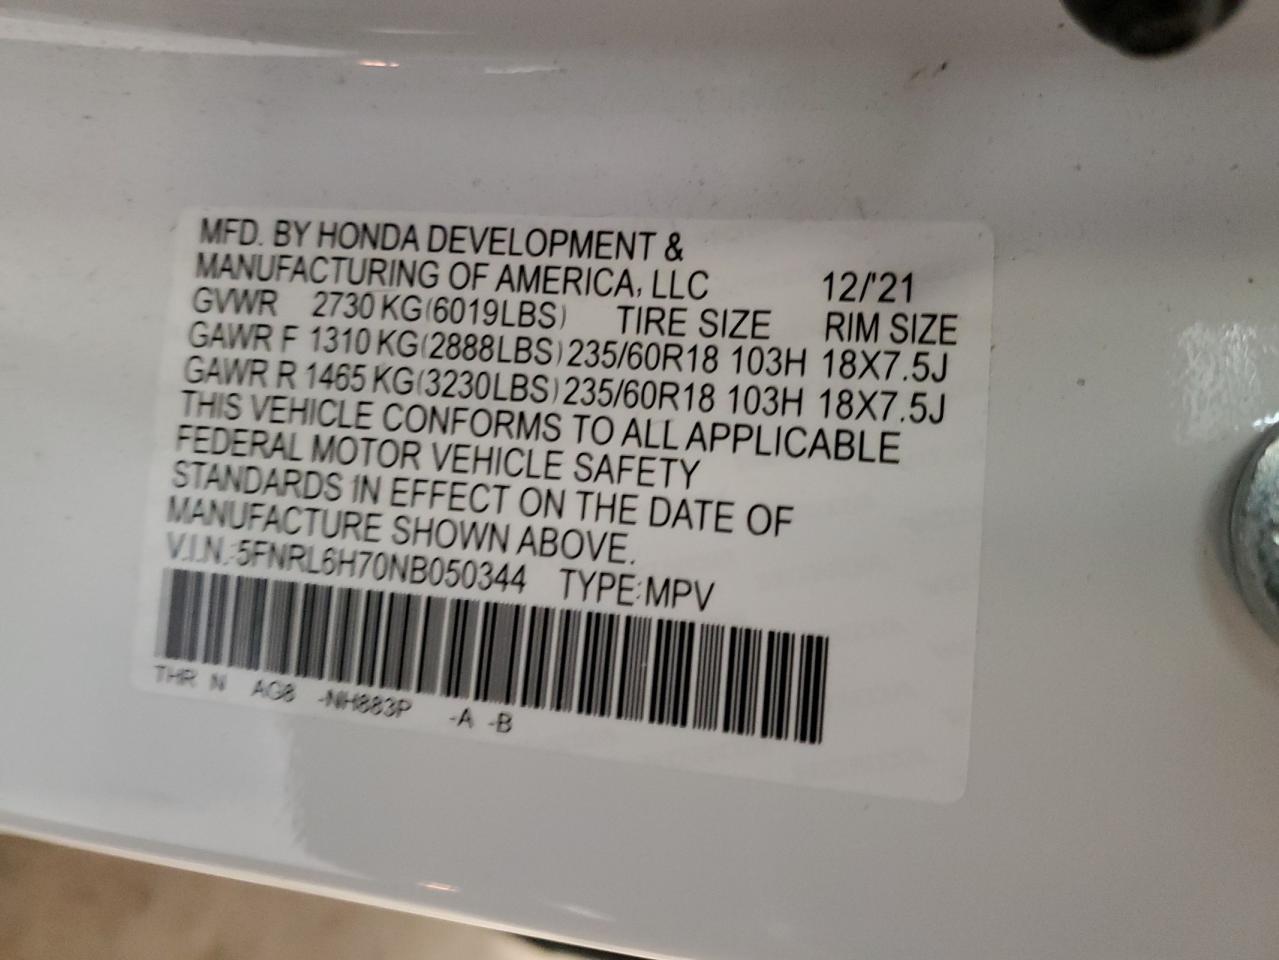 MFD. BY HONDA DEVELOPMENT &
MANUFACTURING OF AMERICA, LLC 12/'21
GVWR 2730 KG(6019LBS) TIRE SIZE RIM SIZE
GAWR F 1310 KG(2888LBS) 235/60R18 103H 18X7.5J
GAWR R 1465 KG(3230LBS) 235/60R18 103H 18X7.5J
THIS VEHICLE CONFORMS TO ALL APPLICABLE
FEDERAL MOTOR VEHICLE SAFETY
STANDARDS IN EFFECT ON THE DATE OF
MANUFACTURE SHOWN ABOVE.
V.I.N.:5FNRL6H70NB050344 TYPE:MPV
THR N AG8 -NH883P -A -B